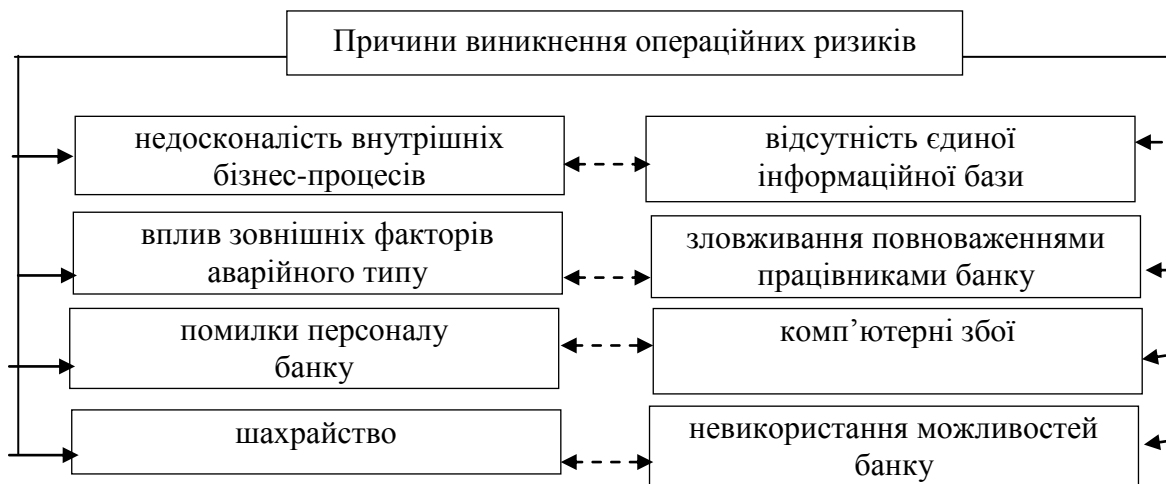 Причини виникнення операційних ризиків
недосконалість внутрішніх
бізнес-процесів
відсутність єдиної
інформаційної бази
вплив зовнішніх факторів
аварійного типу
зловживання повноваженнями
працівниками банку
помилки персоналу
банку
комп’ютерні збої
шахрайство
невикористання можливостей
банку